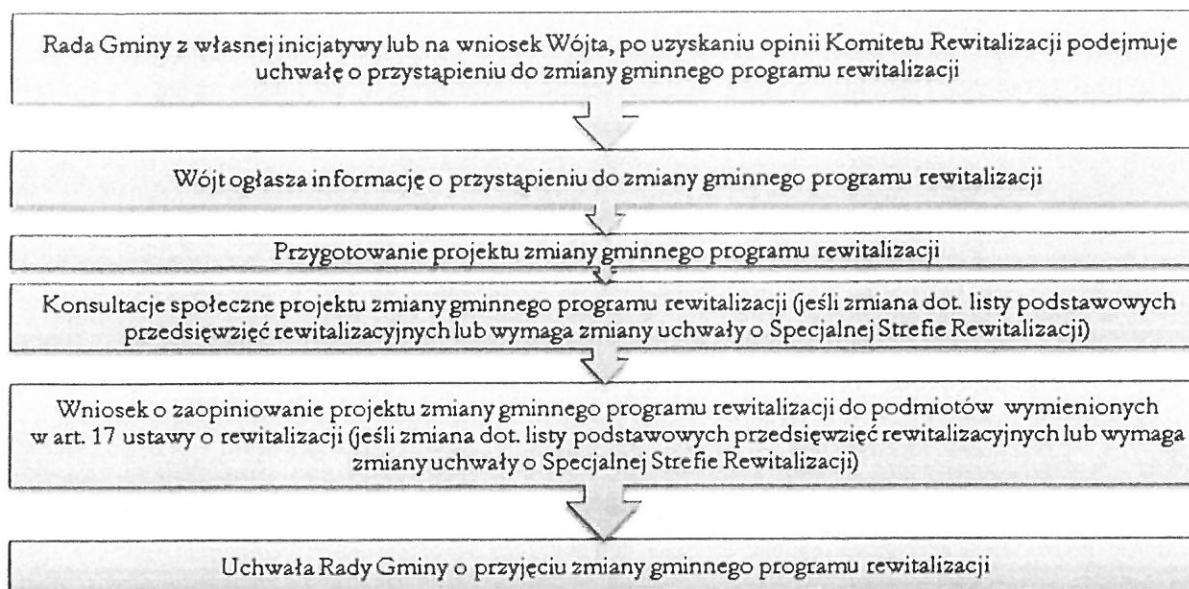 Rada Gminy z własnej inicjatywy lub na wniosek Wójta, po uzyskaniu opinii Komitetu Rewitalizacji podejmuje
uchwałę o przystąpieniu do zmiany gminnego programu rewitalizacji
Wójt ogłasza informację o przystąpieniu do zmiany gminnego programu rewitalizacji
Przygotowanie projektu zmiany gminnego programu rewitalizacji
Konsultacje społeczne projektu zmiany gminnego programu rewitalizacji (jeśli zmiana dot. listy podstawowych
przedsięwzięć rewitalizacyjnych lub wymaga zmiany uchwały o Specjalnej Strefie Rewitalizacji)
Wniosek o zaopiniowanie projektu zmiany gminnego programu rewitalizacji do podmiotów wymienionych
w art. 17 ustawy o rewitalizacji (jeśli zmiana dot. listy podstawowych przedsięwzięć rewitalizacyjnych lub wymaga
zmiany uchwały o Specjalnej Strefie Rewitalizacji)
Uchwała Rady Gminy o przyjęciu zmiany gminnego programu rewitalizacji